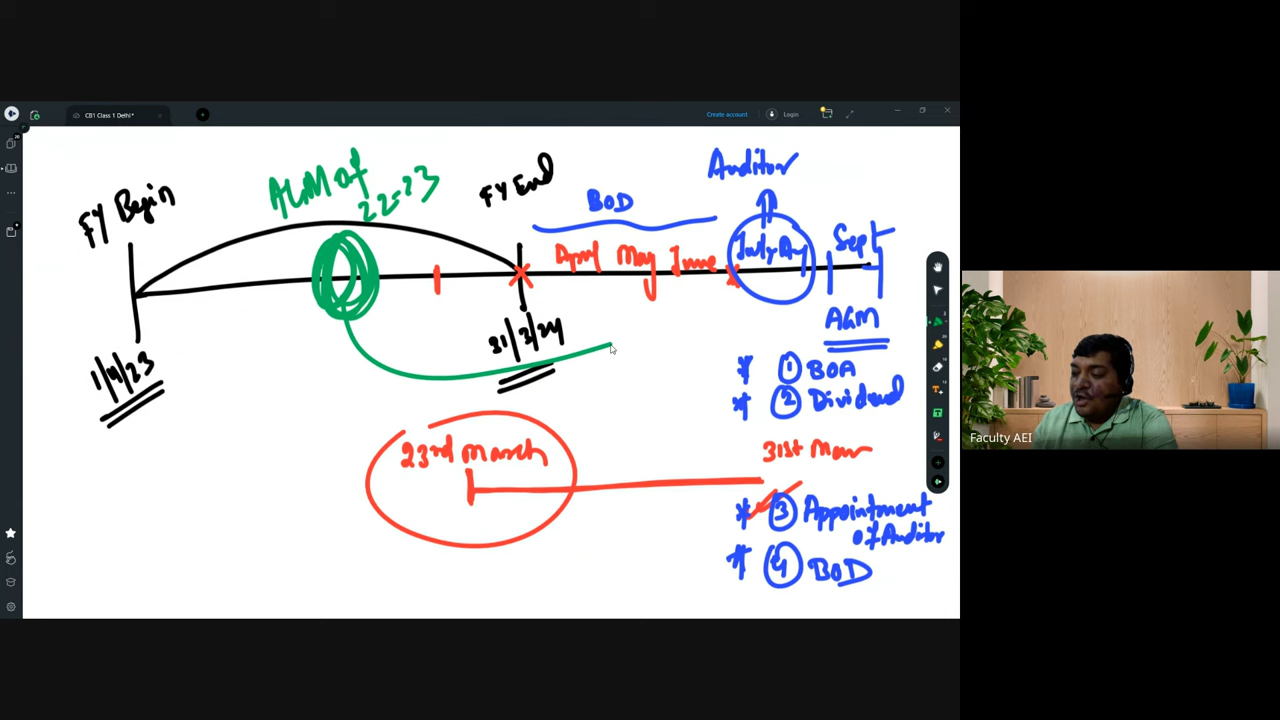 CB1 Class 1 Delhi*
Create account
Login
FY Begin
AGM of
22-23
FY End
BOD
Auditor
April May June
July Aug
Sept
1/4/23
31/3/24
AGM
① BOA
② Dividend
23rd March
31st Mar
③ Appointment
of Auditor
④ BOD
Faculty AEI